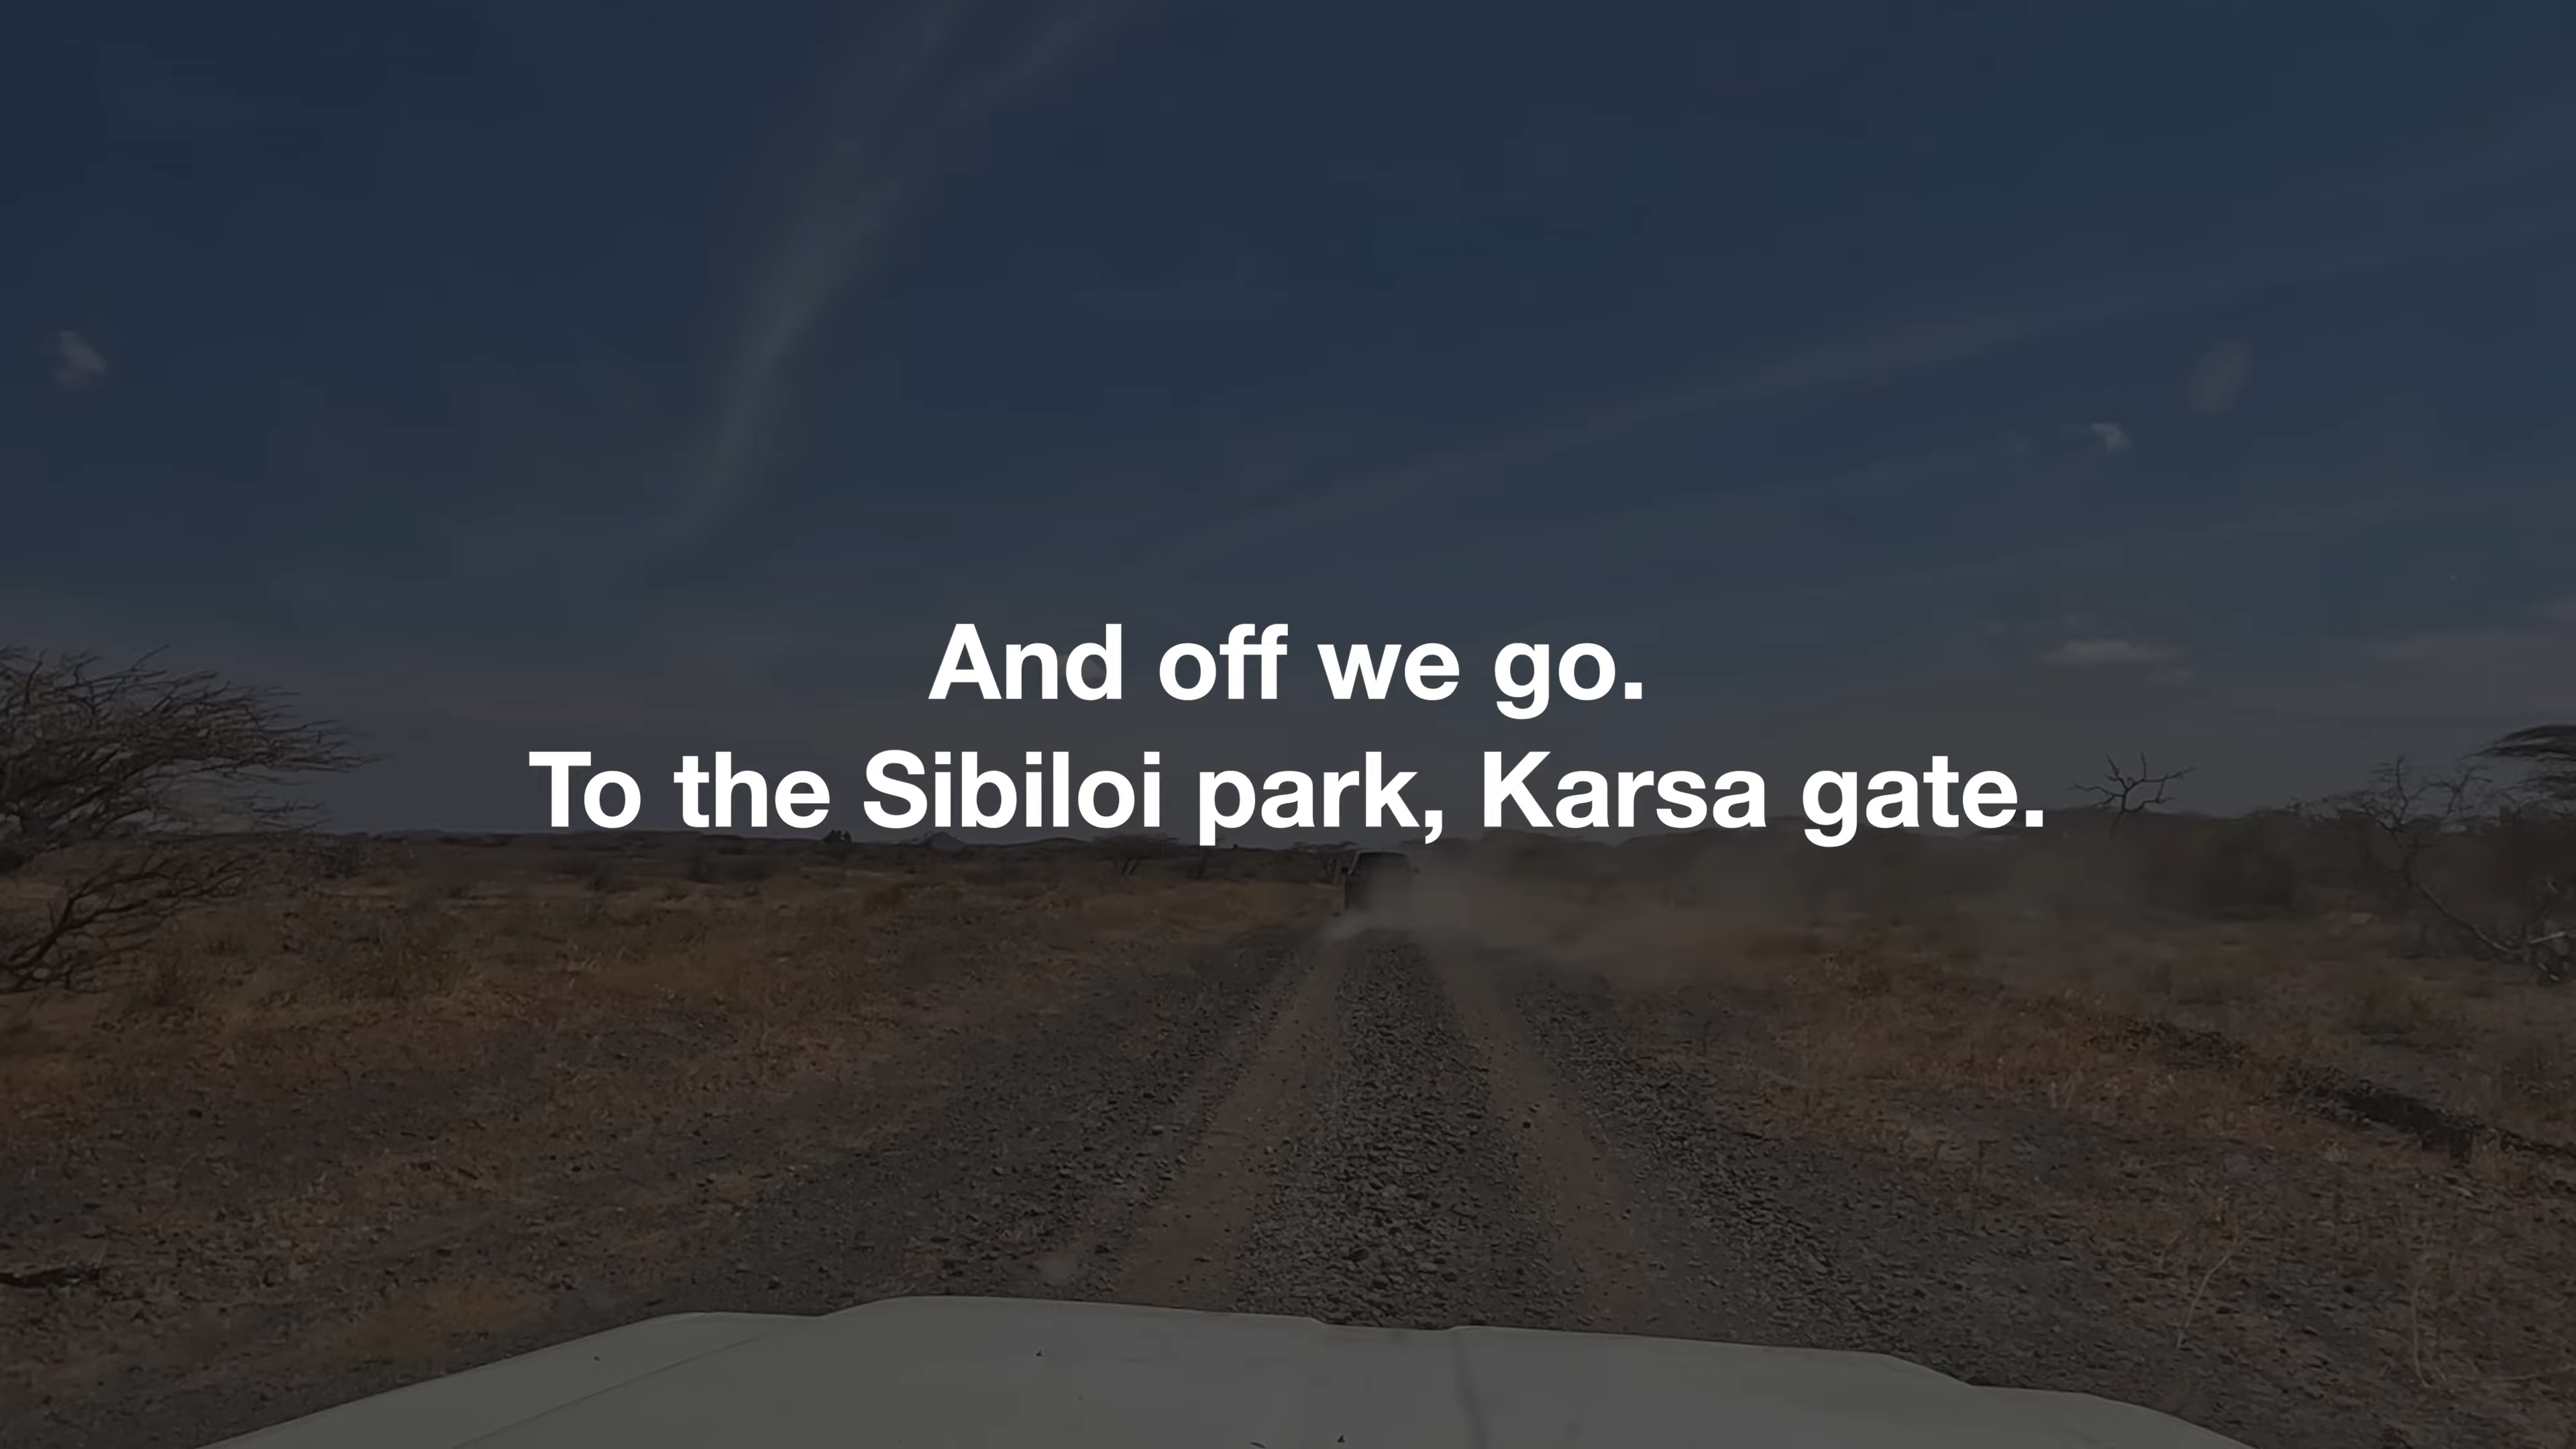 And off we go.
To the Sibiloi park, Karsa gate.